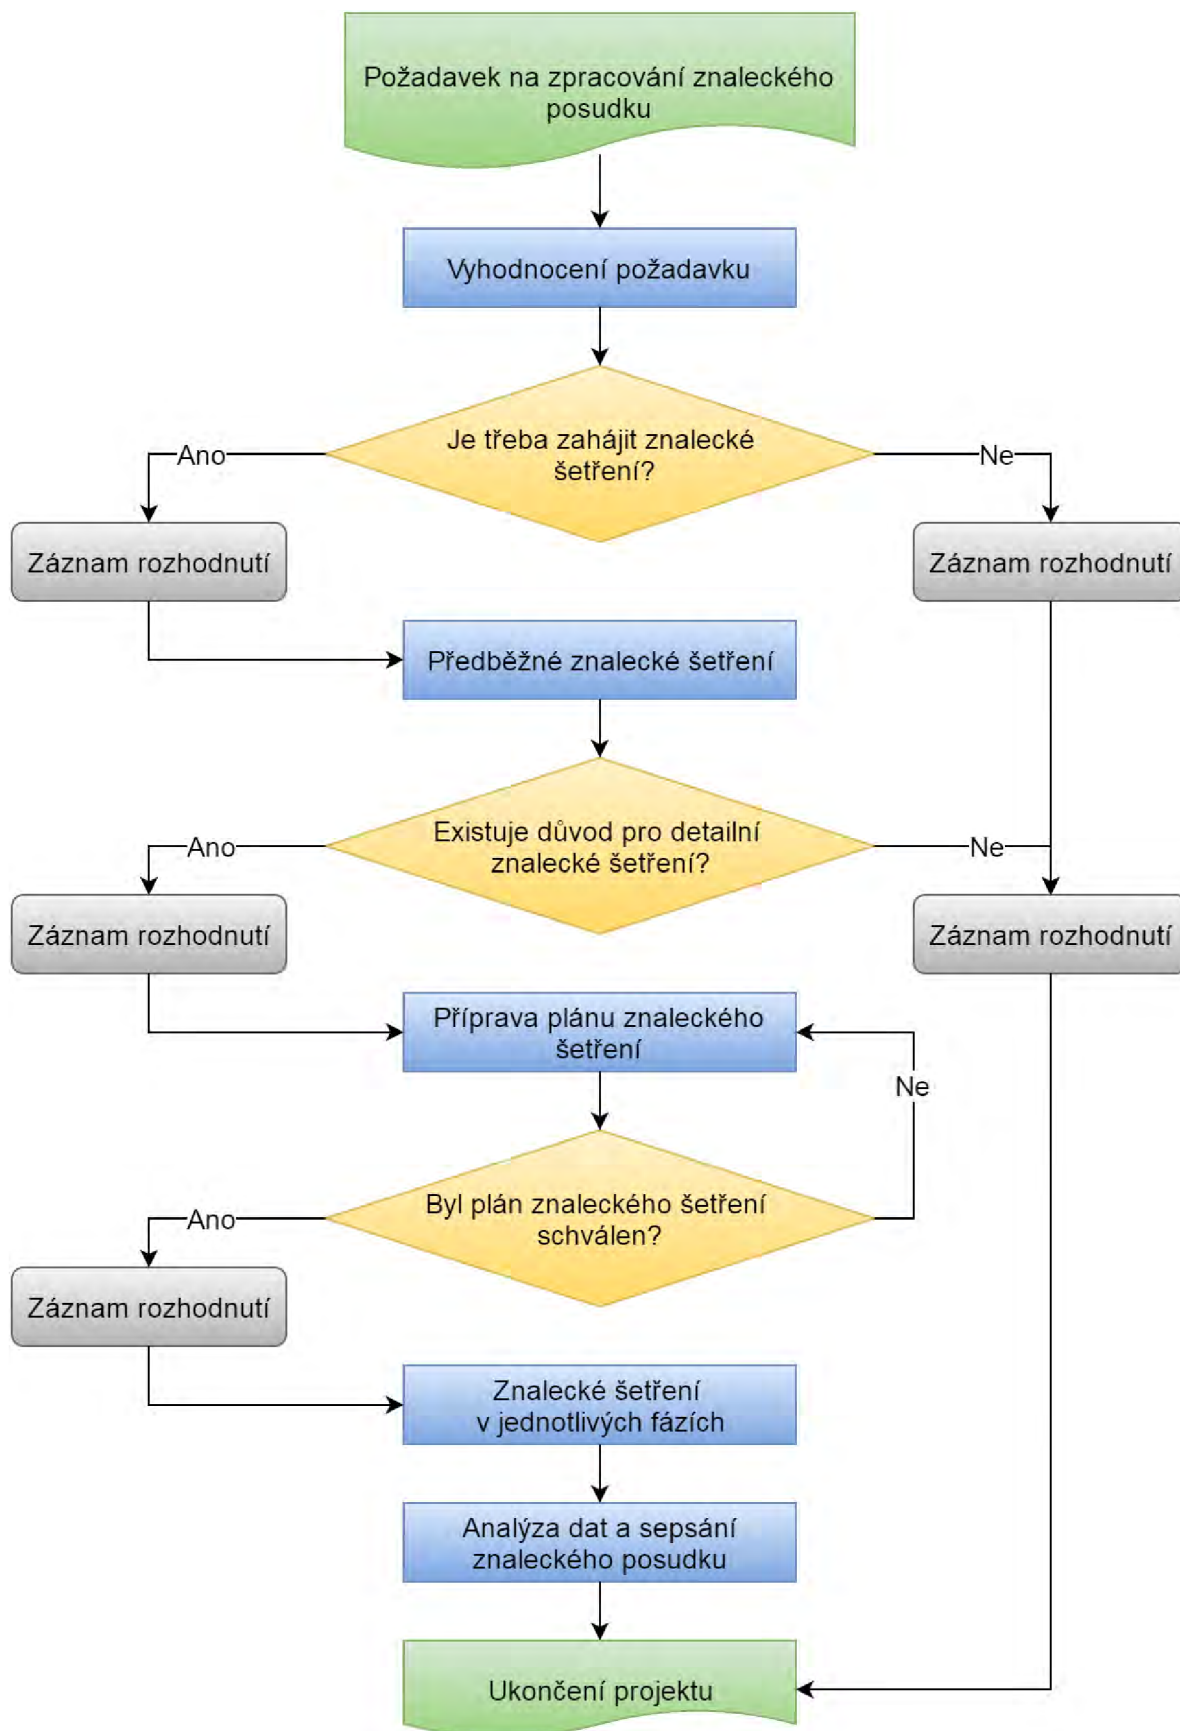 Požadavek na zpracování znaleckého
posudku
Vyhodnocení požadavku
Je třeba zahájit znalecké
šetření?
Ano
Ne
Záznam rozhodnutí
Záznam rozhodnutí
Předběžné znalecké šetření
Existuje důvod pro detailní
znalecké šetření?
Ano
Ne
Záznam rozhodnutí
Záznam rozhodnutí
Příprava plánu znaleckého
šetření
Ne
Byl plán znaleckého šetření
schválen?
Ano
Záznam rozhodnutí
Znalecké šetření
v jednotlivých fázích
Analýza dat a sepsání
znaleckého posudku
Ukončení projektu